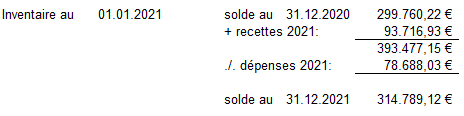 Inventaire au 01.01.2021 solde au 31.12.2020 299.760,22 €
+ recettes 2021: 93.716,93 €
393.477,15 €
./. dépenses 2021: 78.688,03 €
solde au 31.12.2021 314.789,12 €